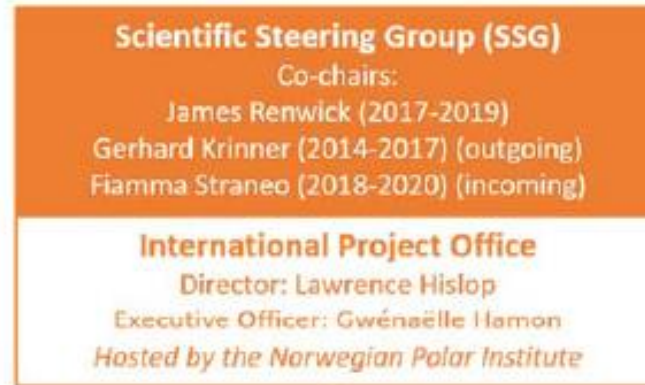 Scientific Steering Group (SSG)
Co-chairs:
James Renwick (2017-2019)
Gerhard Krinner (2014-2017) (outgoing)
Fiamma Straneo (2018-2020) (incoming)
International Project Office
Director: Lawrence Hislop
Executive Officer: Gwénaëlle Hamon
Hosted by the Norwegian Polar Institute